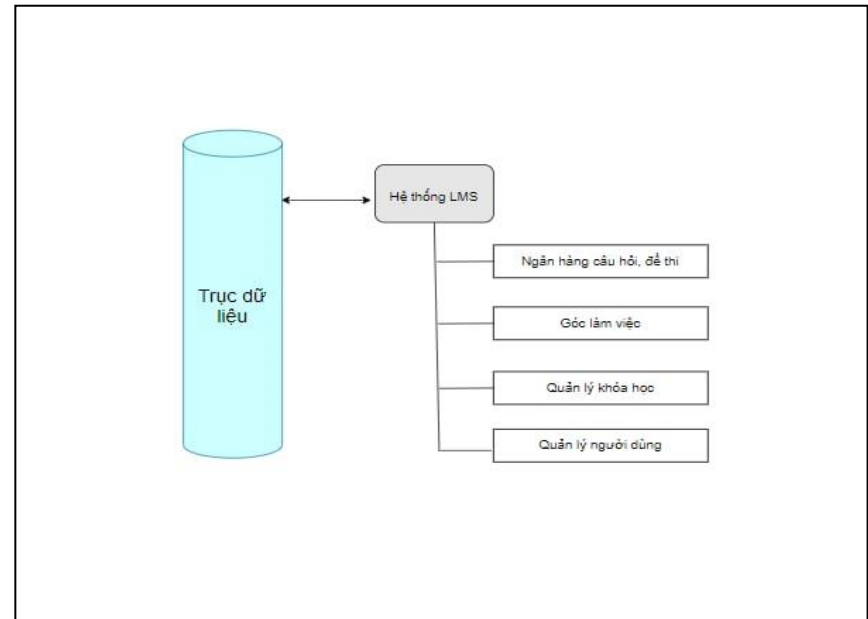 Hệ thống LMS
Trục dữ
liệu
Ngân hàng câu hỏi, đề thi
Góc làm việc
Quản lý khóa học
Quản lý người dùng